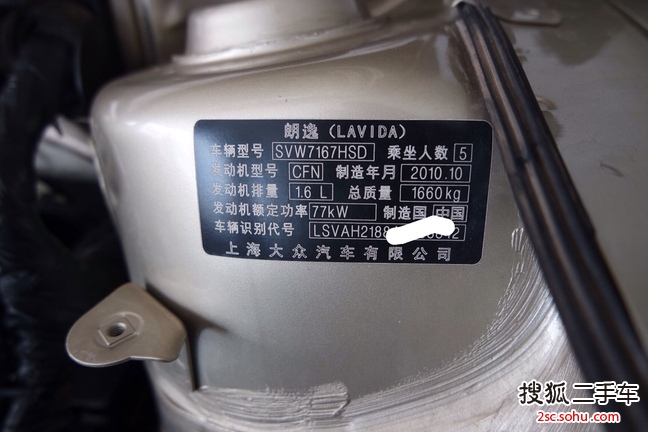 朗逸（LAVIDA）
车辆型号 SVW7167HSD 乘坐人数 5
发动机型号 CFN 制造年月 2010.10
发动机排量 1.6 L 总质量 1660kg
发动机额定功率 77kW 制造国 中国
车辆识别代号 LSVAH2188
上海大众汽车有限公司
搜狐二手车
2sc.sohu.com